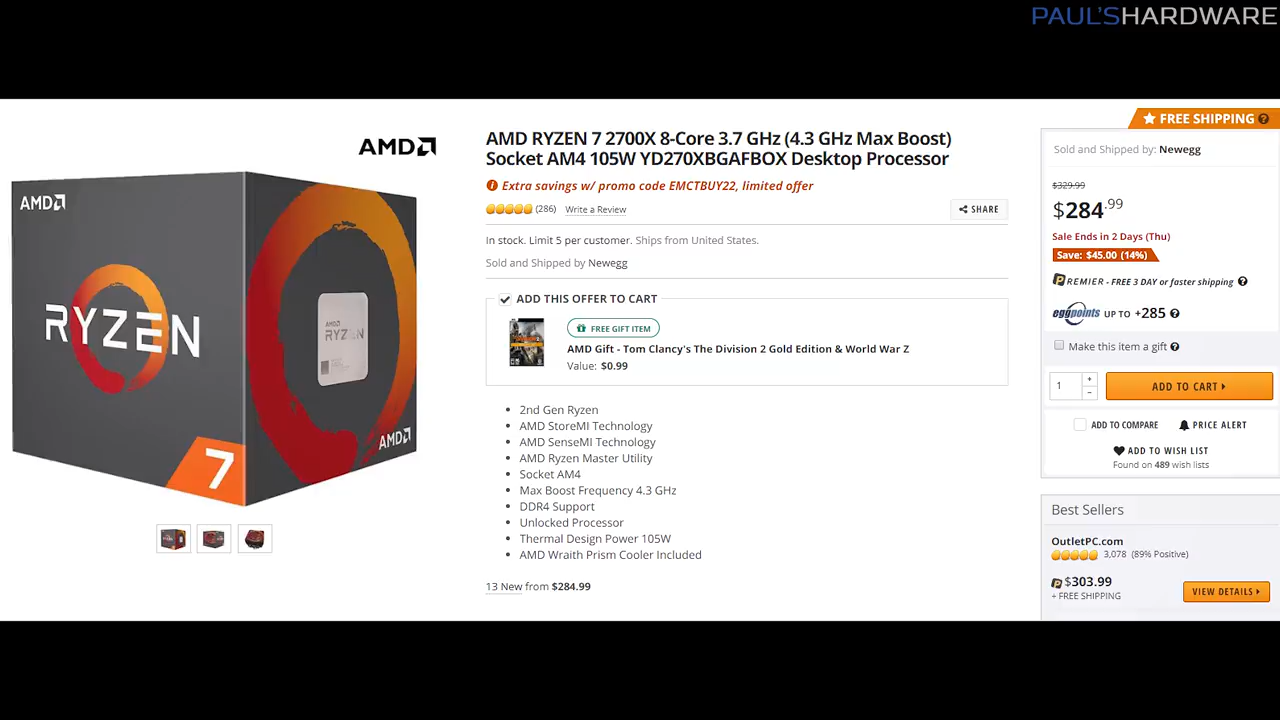 PAUL'SHARDWARE
FREE SHIPPING
AMD
AMD RYZEN 7 2700X 8-Core 3.7 GHz (4.3 GHz Max Boost)
Socket AM4 105W YD270XBGAFBOX Desktop Processor
Extra savings w/ promo code EMCTBUY22, limited offer
(286) Write a Review
SHARE
In stock. Limit 5 per customer. Ships from United States.
Sold and Shipped by Newegg
ADD THIS OFFER TO CART
FREE GIFT ITEM
AMD Gift - Tom Clancy's The Division 2 Gold Edition & World War Z
Value: $0.99
2nd Gen Ryzen
AMD StoreMI Technology
AMD SenseMI Technology
AMD Ryzen Master Utility
Socket AM4
Max Boost Frequency 4.3 GHz
DDR4 Support
Unlocked Processor
Thermal Design Power 105W
AMD Wraith Prism Cooler Included
13 New from $284.99
AMD
RYZEN
7
AMD
RYZEN
AMD
Sold and Shipped by: Newegg
$329.99
$284.99
Sale Ends in 2 Days (Thu)
Save: $45.00 (14%)
PREMIER - FREE 3 DAY or faster shipping
eggpoints UP TO +285
Make this item a gift
1
+
−
ADD TO CART
ADD TO COMPARE
PRICE ALERT
ADD TO WISH LIST
Found on 489 wish lists
Best Sellers
OutletPC.com
3,078 (89% Positive)
$303.99
+ FREE SHIPPING
VIEW DETAILS